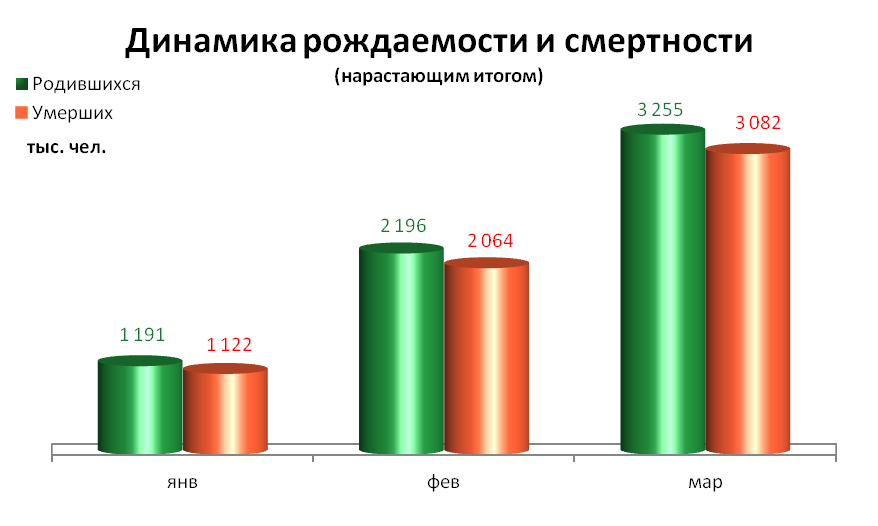 Динамика рождаемости и смертности
(нарастающим итогом)
Родившихся
Умерших
тыс. чел.
3 255
3 082
2 196
2 064
1 191
1 122
янв
фев
мар